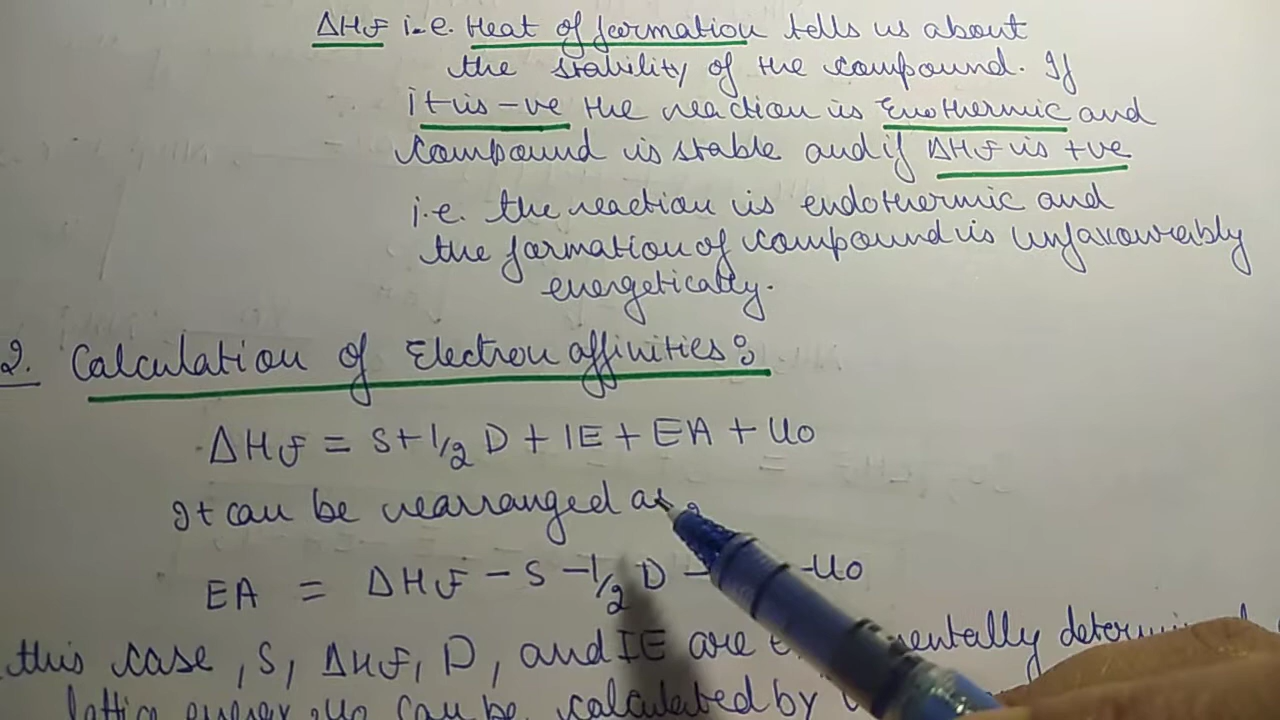 ΔHf i.e. Heat of formation tells us about
the stability of the compound. If
it is -ve the reaction is Exothermic and
compound is stable and if ΔHf is +ve
i.e. the reaction is endothermic and
the formation of compound is unfavourably
energetically.
2. Calculation of Electron affinities:
ΔHf = S + 1/2 D + IE + EA + U0
It can be rearranged as,
EA = ΔHf - S - 1/2 D - - U0
this case, S, ΔHf, D, and IE are
lattice energy, U0 can be calculated by